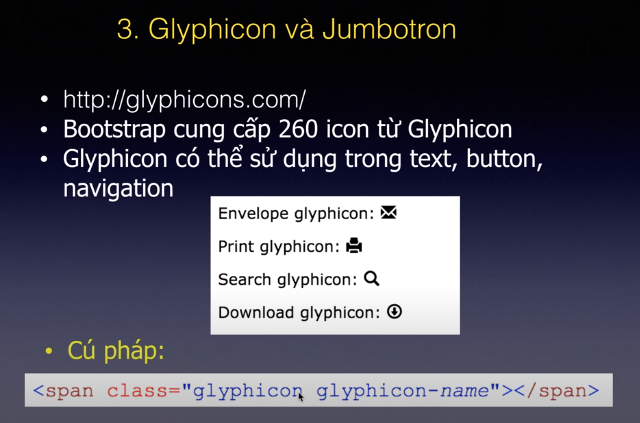 3. Glyphicon và Jumbotron
• http://glyphicons.com/
• Bootstrap cung cấp 260 icon từ Glyphicon
• Glyphicon có thể sử dụng trong text, button,
navigation
Envelope glyphicon:
Print glyphicon:
Search glyphicon:
Download glyphicon:
• Cú pháp:
<span class="glyphicon glyphicon-name"></span>